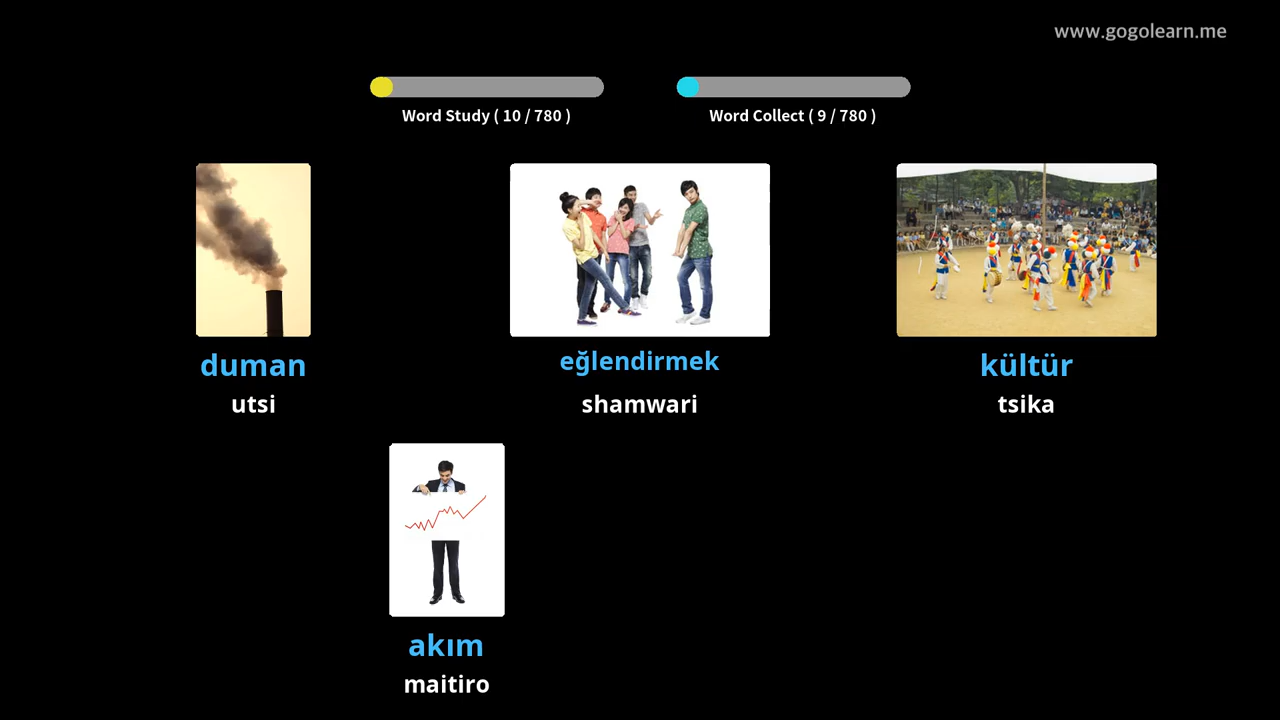 www.gogolearn.me
Word Study ( 10 / 780 )
Word Collect ( 9 / 780 )
duman
utsi
eğlendirmek
shamwari
kültür
tsika
akım
maitiro